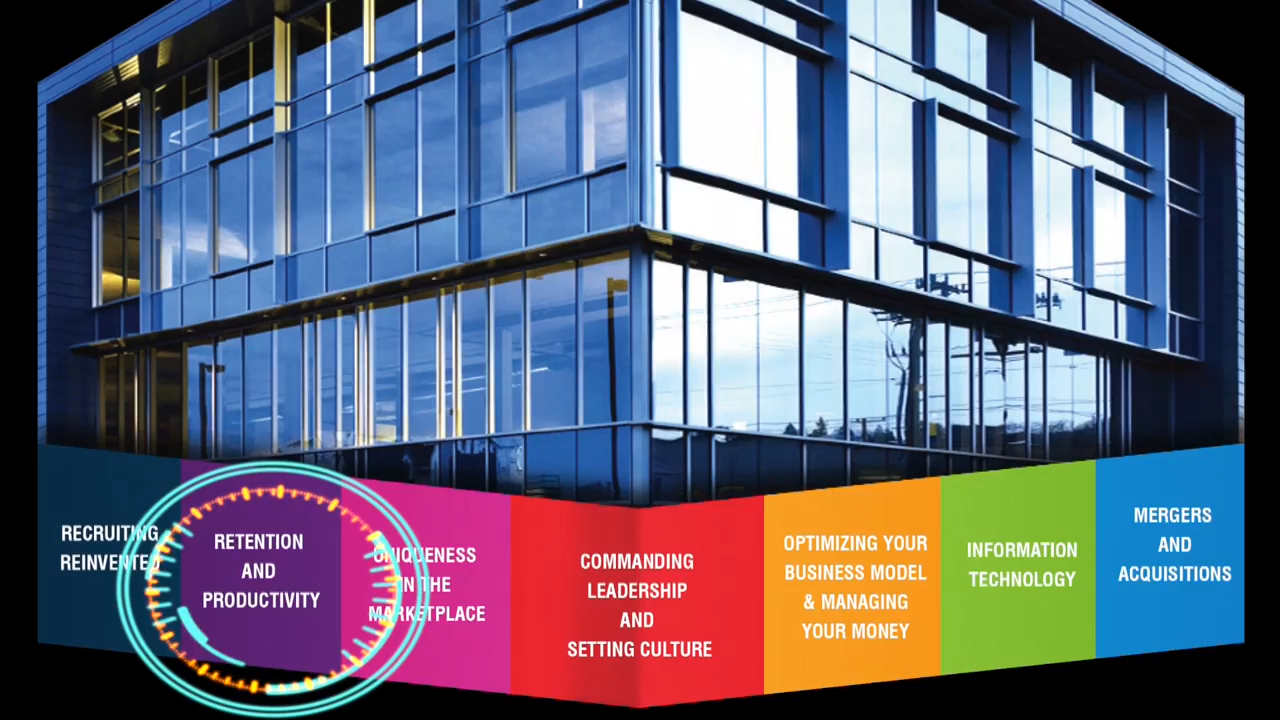 RECRUITING
REINVENTED
RETENTION
AND
PRODUCTIVITY
UNIQUENESS
IN THE
MARKETPLACE
COMMANDING
LEADERSHIP
AND
SETTING CULTURE
OPTIMIZING YOUR
BUSINESS MODEL
& MANAGING
YOUR MONEY
INFORMATION
TECHNOLOGY
MERGERS
AND
ACQUISITIONS